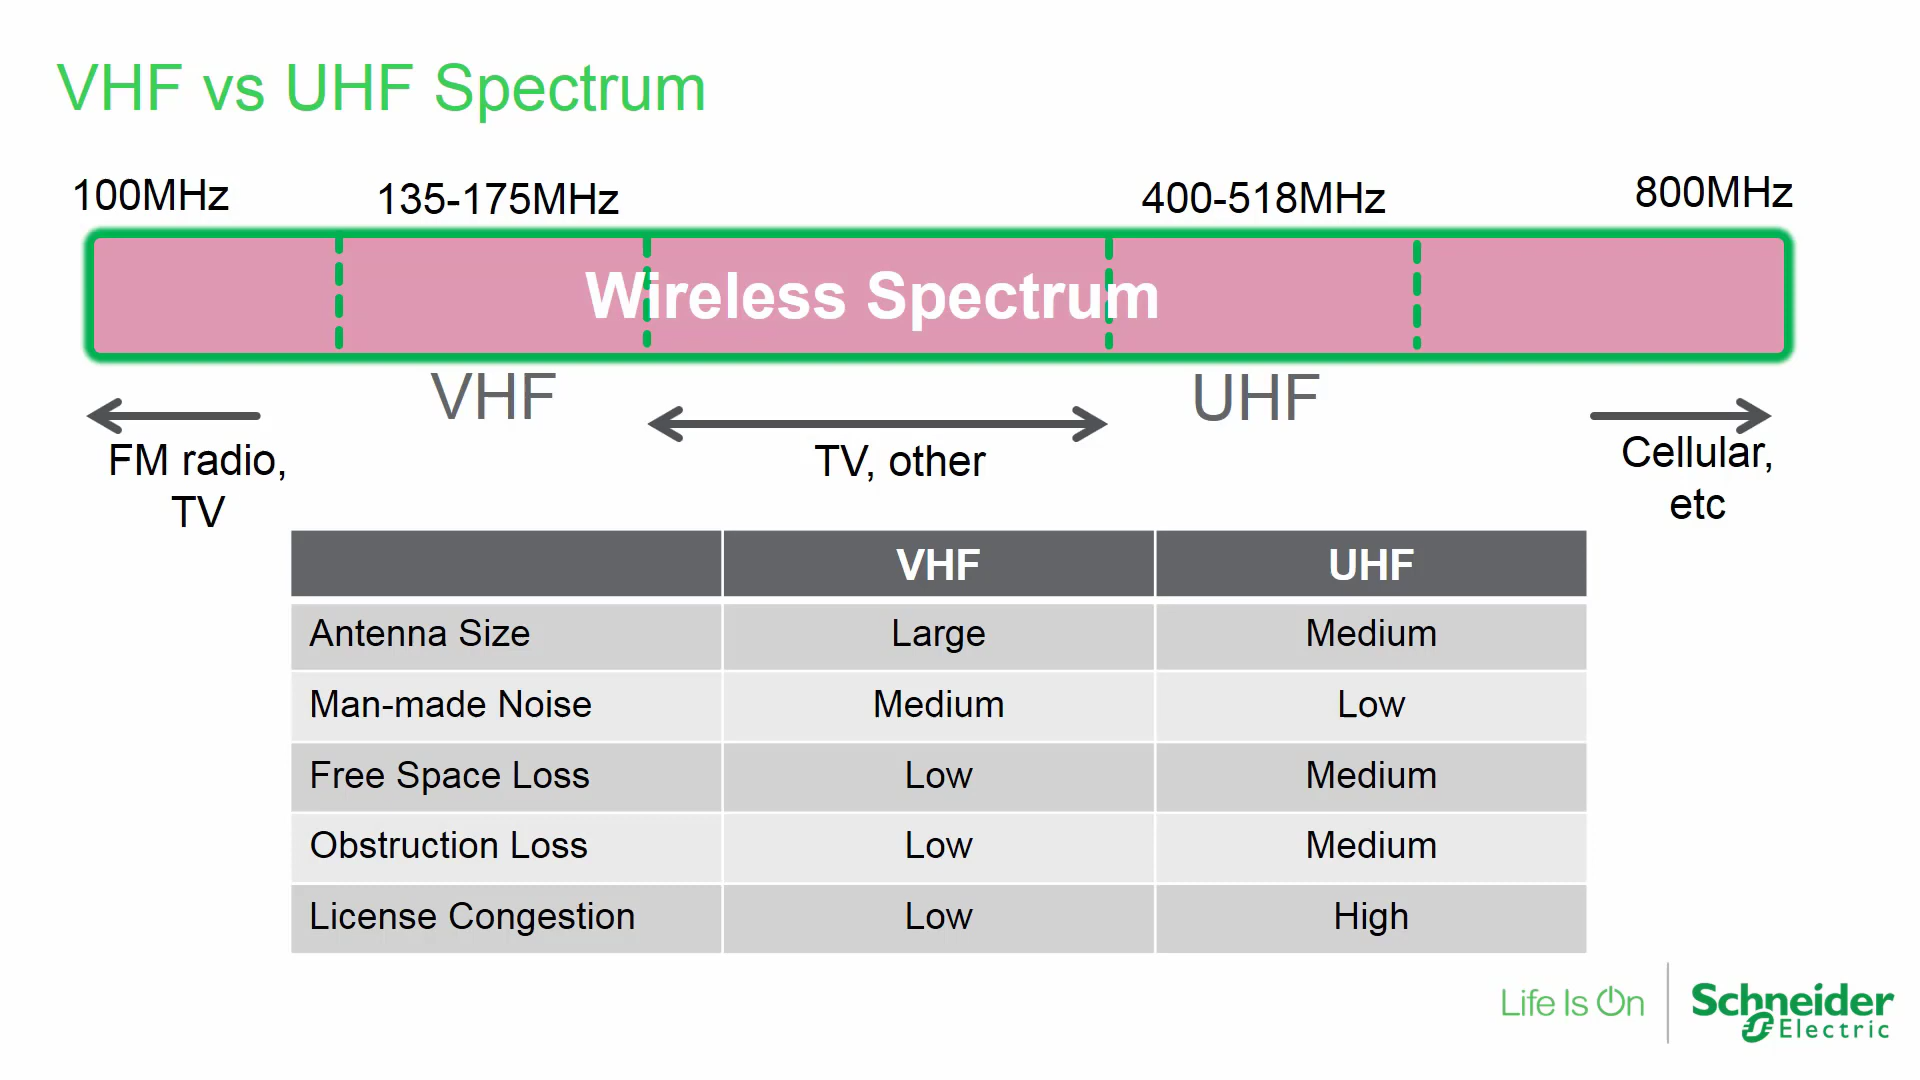 VHF vs UHF Spectrum
100MHz 135-175MHz 400-518MHz 800MHz
Wireless Spectrum
VHF UHF
FM radio, TV, other Cellular,
TV etc
VHF UHF
Antenna Size Large Medium
Man-made Noise Medium Low
Free Space Loss Low Medium
Obstruction Loss Low Medium
License Congestion Low High
Life Is On Schneider
Electric